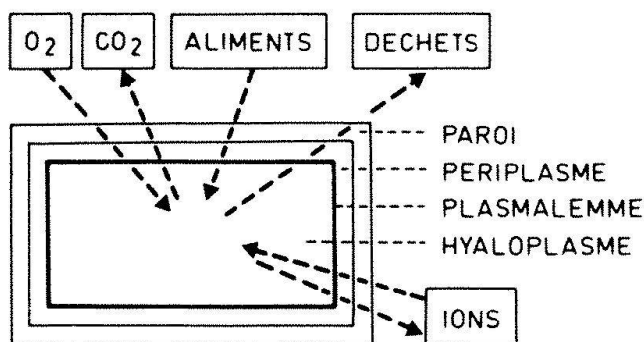 O2 CO2 ALIMENTS DECHETS
PAROI
PERIPLASME
PLASMALEMME
HYALOPLASME
IONS